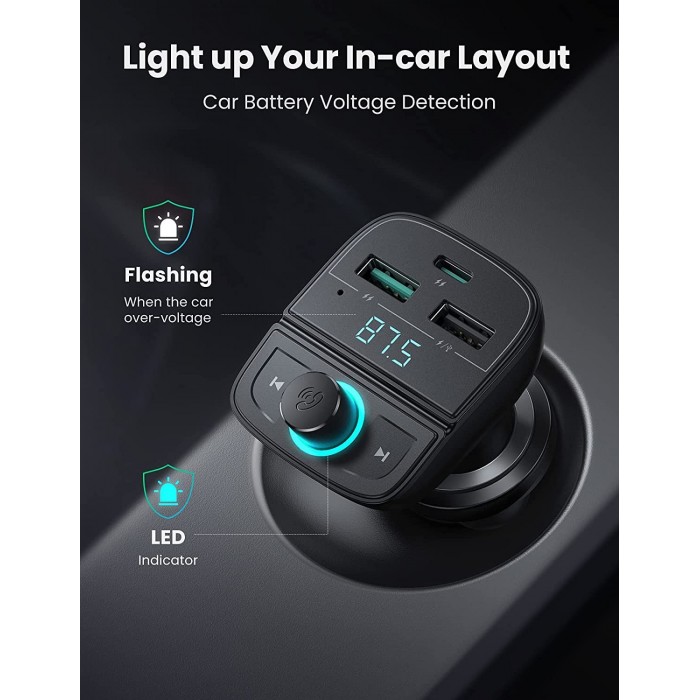 Light up Your In-car Layout
Car Battery Voltage Detection
Flashing
When the car
over-voltage
87.5
LED
Indicator